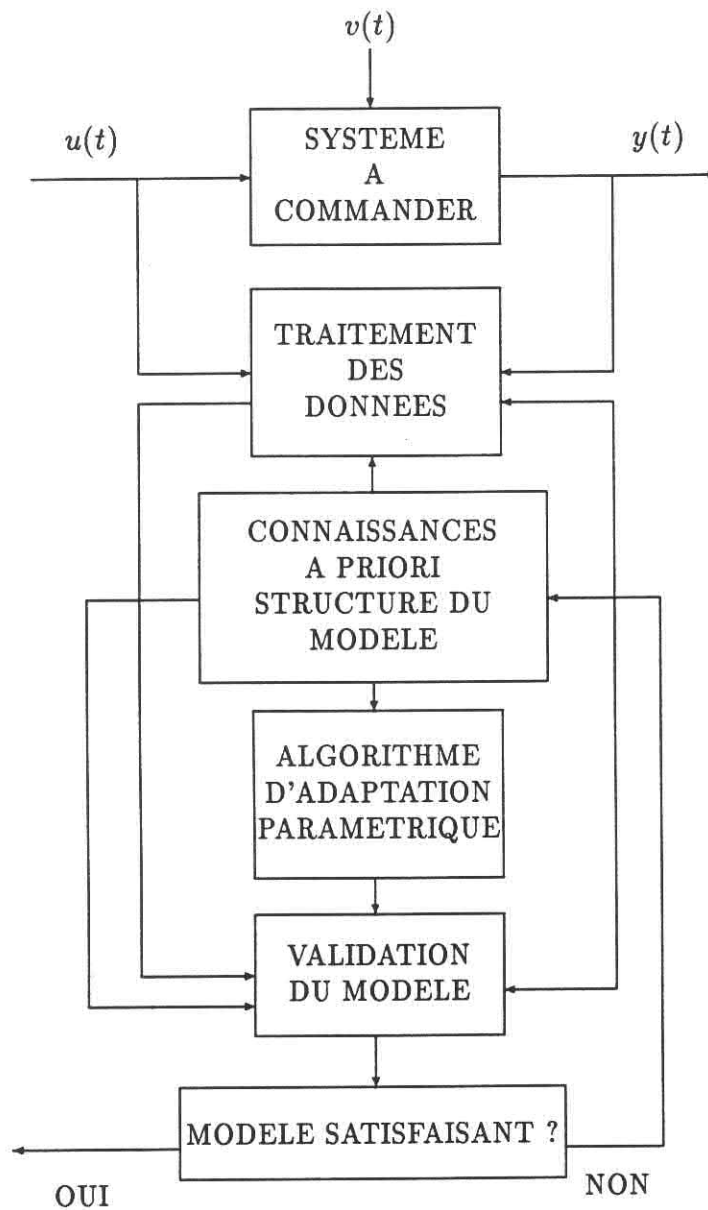 v(t)
u(t)
SYSTEME
A
COMMANDER
y(t)
TRAITEMENT
DES
DONNEES
CONNAISSANCES
A PRIORI
STRUCTURE DU
MODELE
ALGORITHME
D'ADAPTATION
PARAMETRIQUE
VALIDATION
DU MODELE
MODELE SATISFAISANT ?
OUI
NON